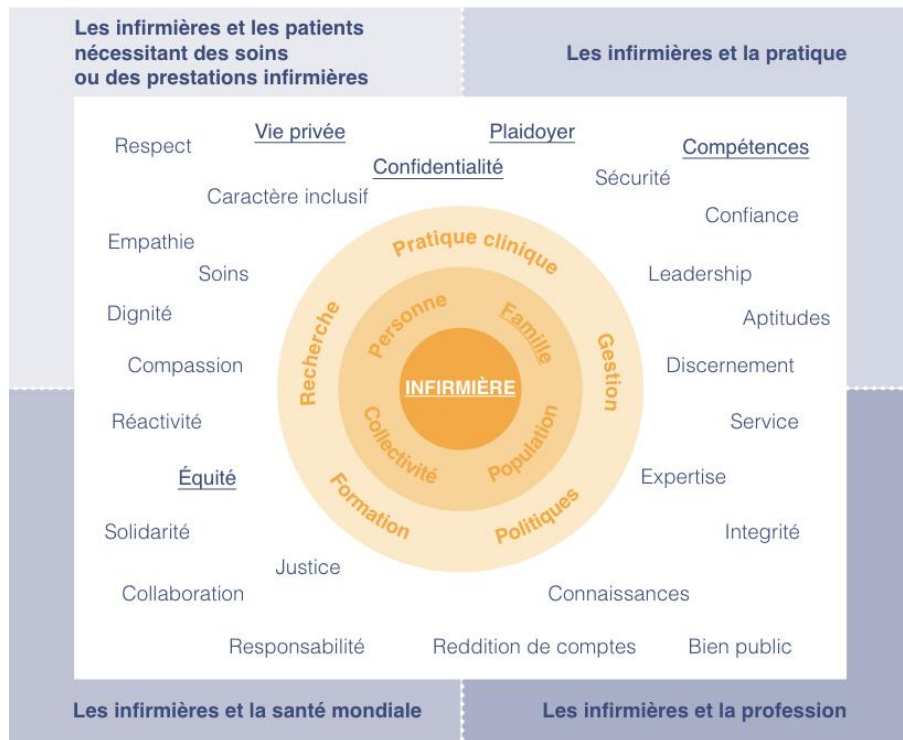 Les infirmières et les patients
nécessitant des soins
ou des prestations infirmières
Les infirmières et la pratique
Respect
Vie privée
Plaidoyer
Compétences
Confidentialité
Sécurité
Caractère inclusif
Confiance
Empathie
Soins
Leadership
Dignité
Aptitudes
Compassion
Discernement
Réactivité
Service
Équité
Expertise
Solidarité
Integrité
Justice
Collaboration
Connaissances
Responsabilité
Reddition de comptes
Bien public
Pratique clinique
Recherche
Gestion
Formation
Politiques
Personne
Famille
Collectivité
Population
INFIRMIÈRE
Les infirmières et la santé mondiale
Les infirmières et la profession